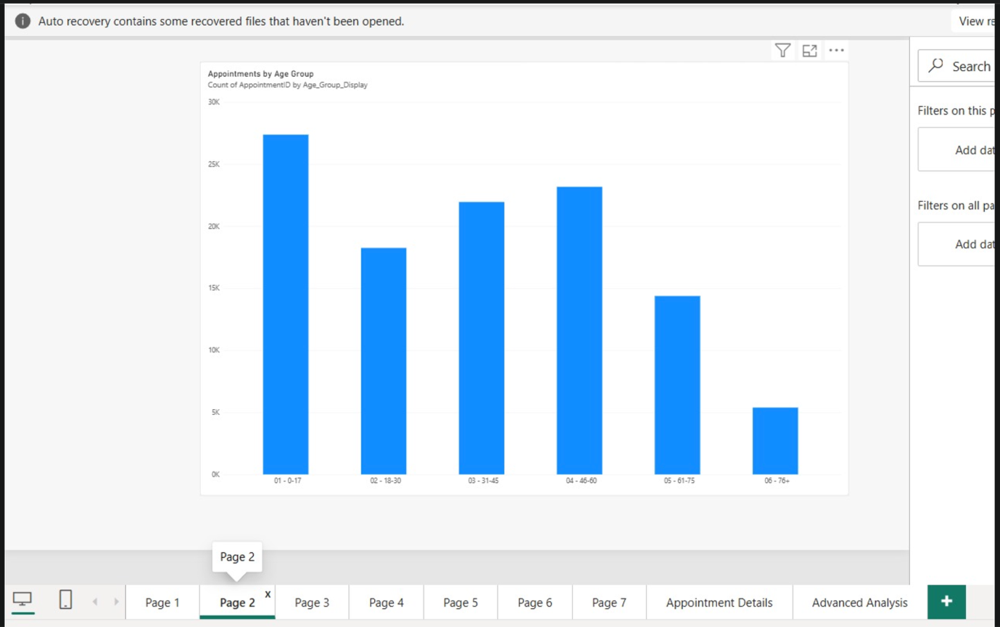 Auto recovery contains some recovered files that haven't been opened.
View re
Search
Appointments by Age Group
Count of AppointmentID by Age_Group_Display
30K
25K
20K
15K
10K
5K
0K
01 - 0-17
02 - 18-30
03 - 31-45
04 - 46-60
05 - 61-75
06 - 76+
Filters on this p
Add dat
Filters on all pa
Add dat
Page 2
Page 1
Page 2
x
Page 3
Page 4
Page 5
Page 6
Page 7
Appointment Details
Advanced Analysis
+